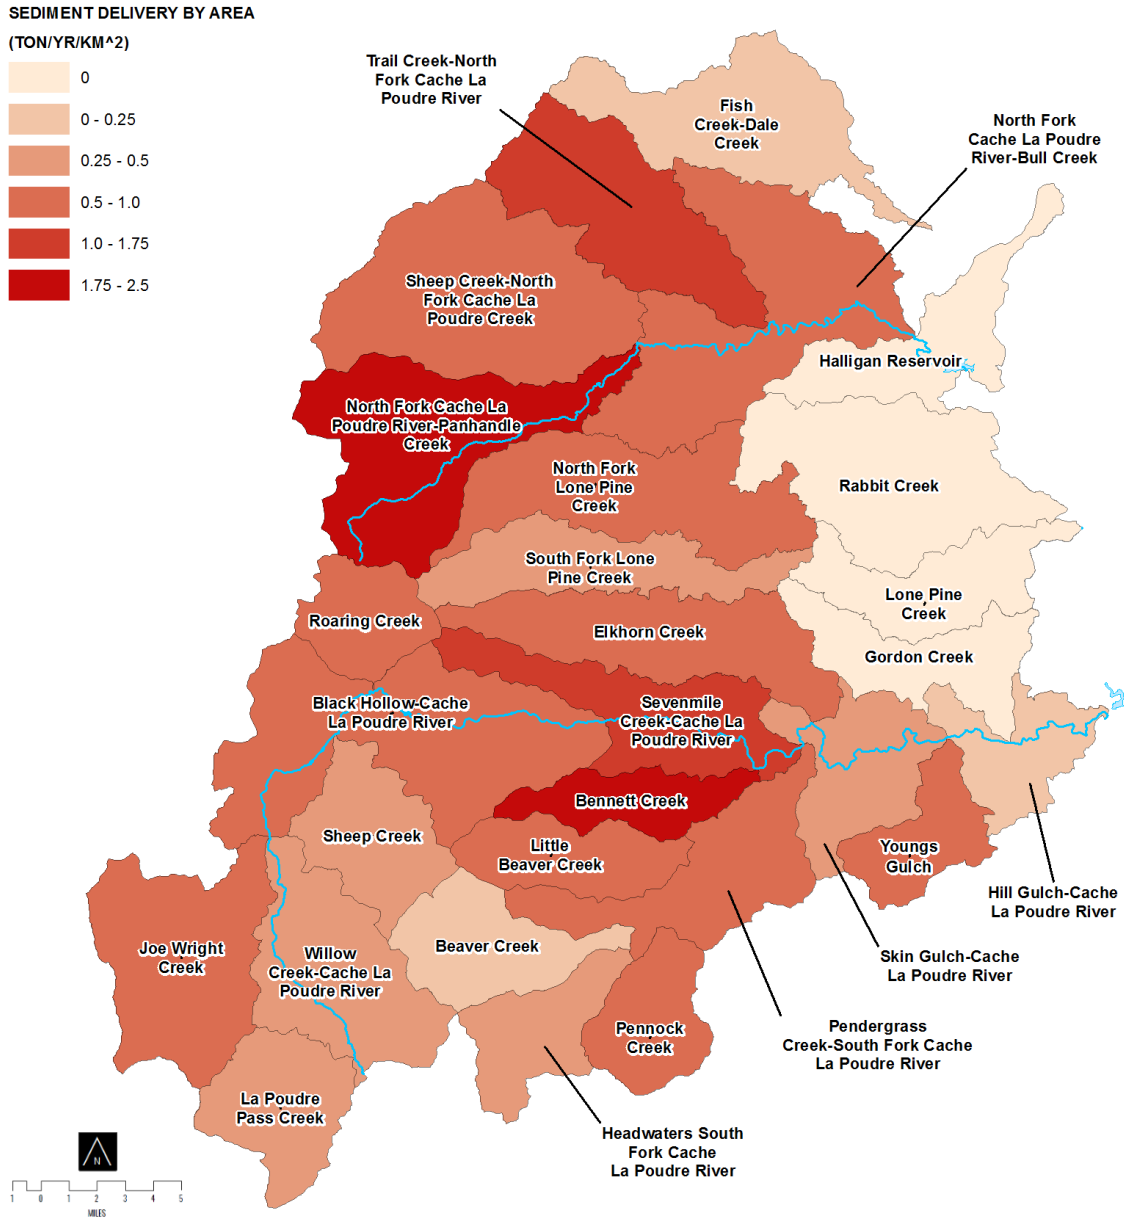 SEDIMENT DELIVERY BY AREA
(TON/YR/KM^2)
0
0 - 0.25
0.25 - 0.5
0.5 - 1.0
1.0 - 1.75
1.75 - 2.5
Trail Creek-North
Fork Cache La
Poudre River
Fish
Creek-Dale
Creek
North Fork
Cache La Poudre
River-Bull Creek
Sheep Creek-North
Fork Cache La
Poudre Creek
Halligan Reservoir
North Fork Cache La
Poudre River-Panhandle
Creek
North Fork
Lone Pine
Creek
Rabbit Creek
South Fork Lone
Pine Creek
Lone Pine
Creek
Roaring Creek
Elkhorn Creek
Gordon Creek
Black Hollow-Cache
La Poudre River
Sevenmile
Creek-Cache La
Poudre River
Bennett Creek
Sheep Creek
Little
Beaver Creek
Youngs
Gulch
Hill Gulch-Cache
La Poudre River
Joe Wright
Creek
Willow
Creek-Cache La
Poudre River
Beaver Creek
Skin Gulch-Cache
La Poudre River
Pennock
Creek
Pendergrass
Creek-South Fork Cache
La Poudre River
La Poudre
Pass Creek
Headwaters South
Fork Cache
La Poudre River
N
1 0 1 2 3 4 5
MILES